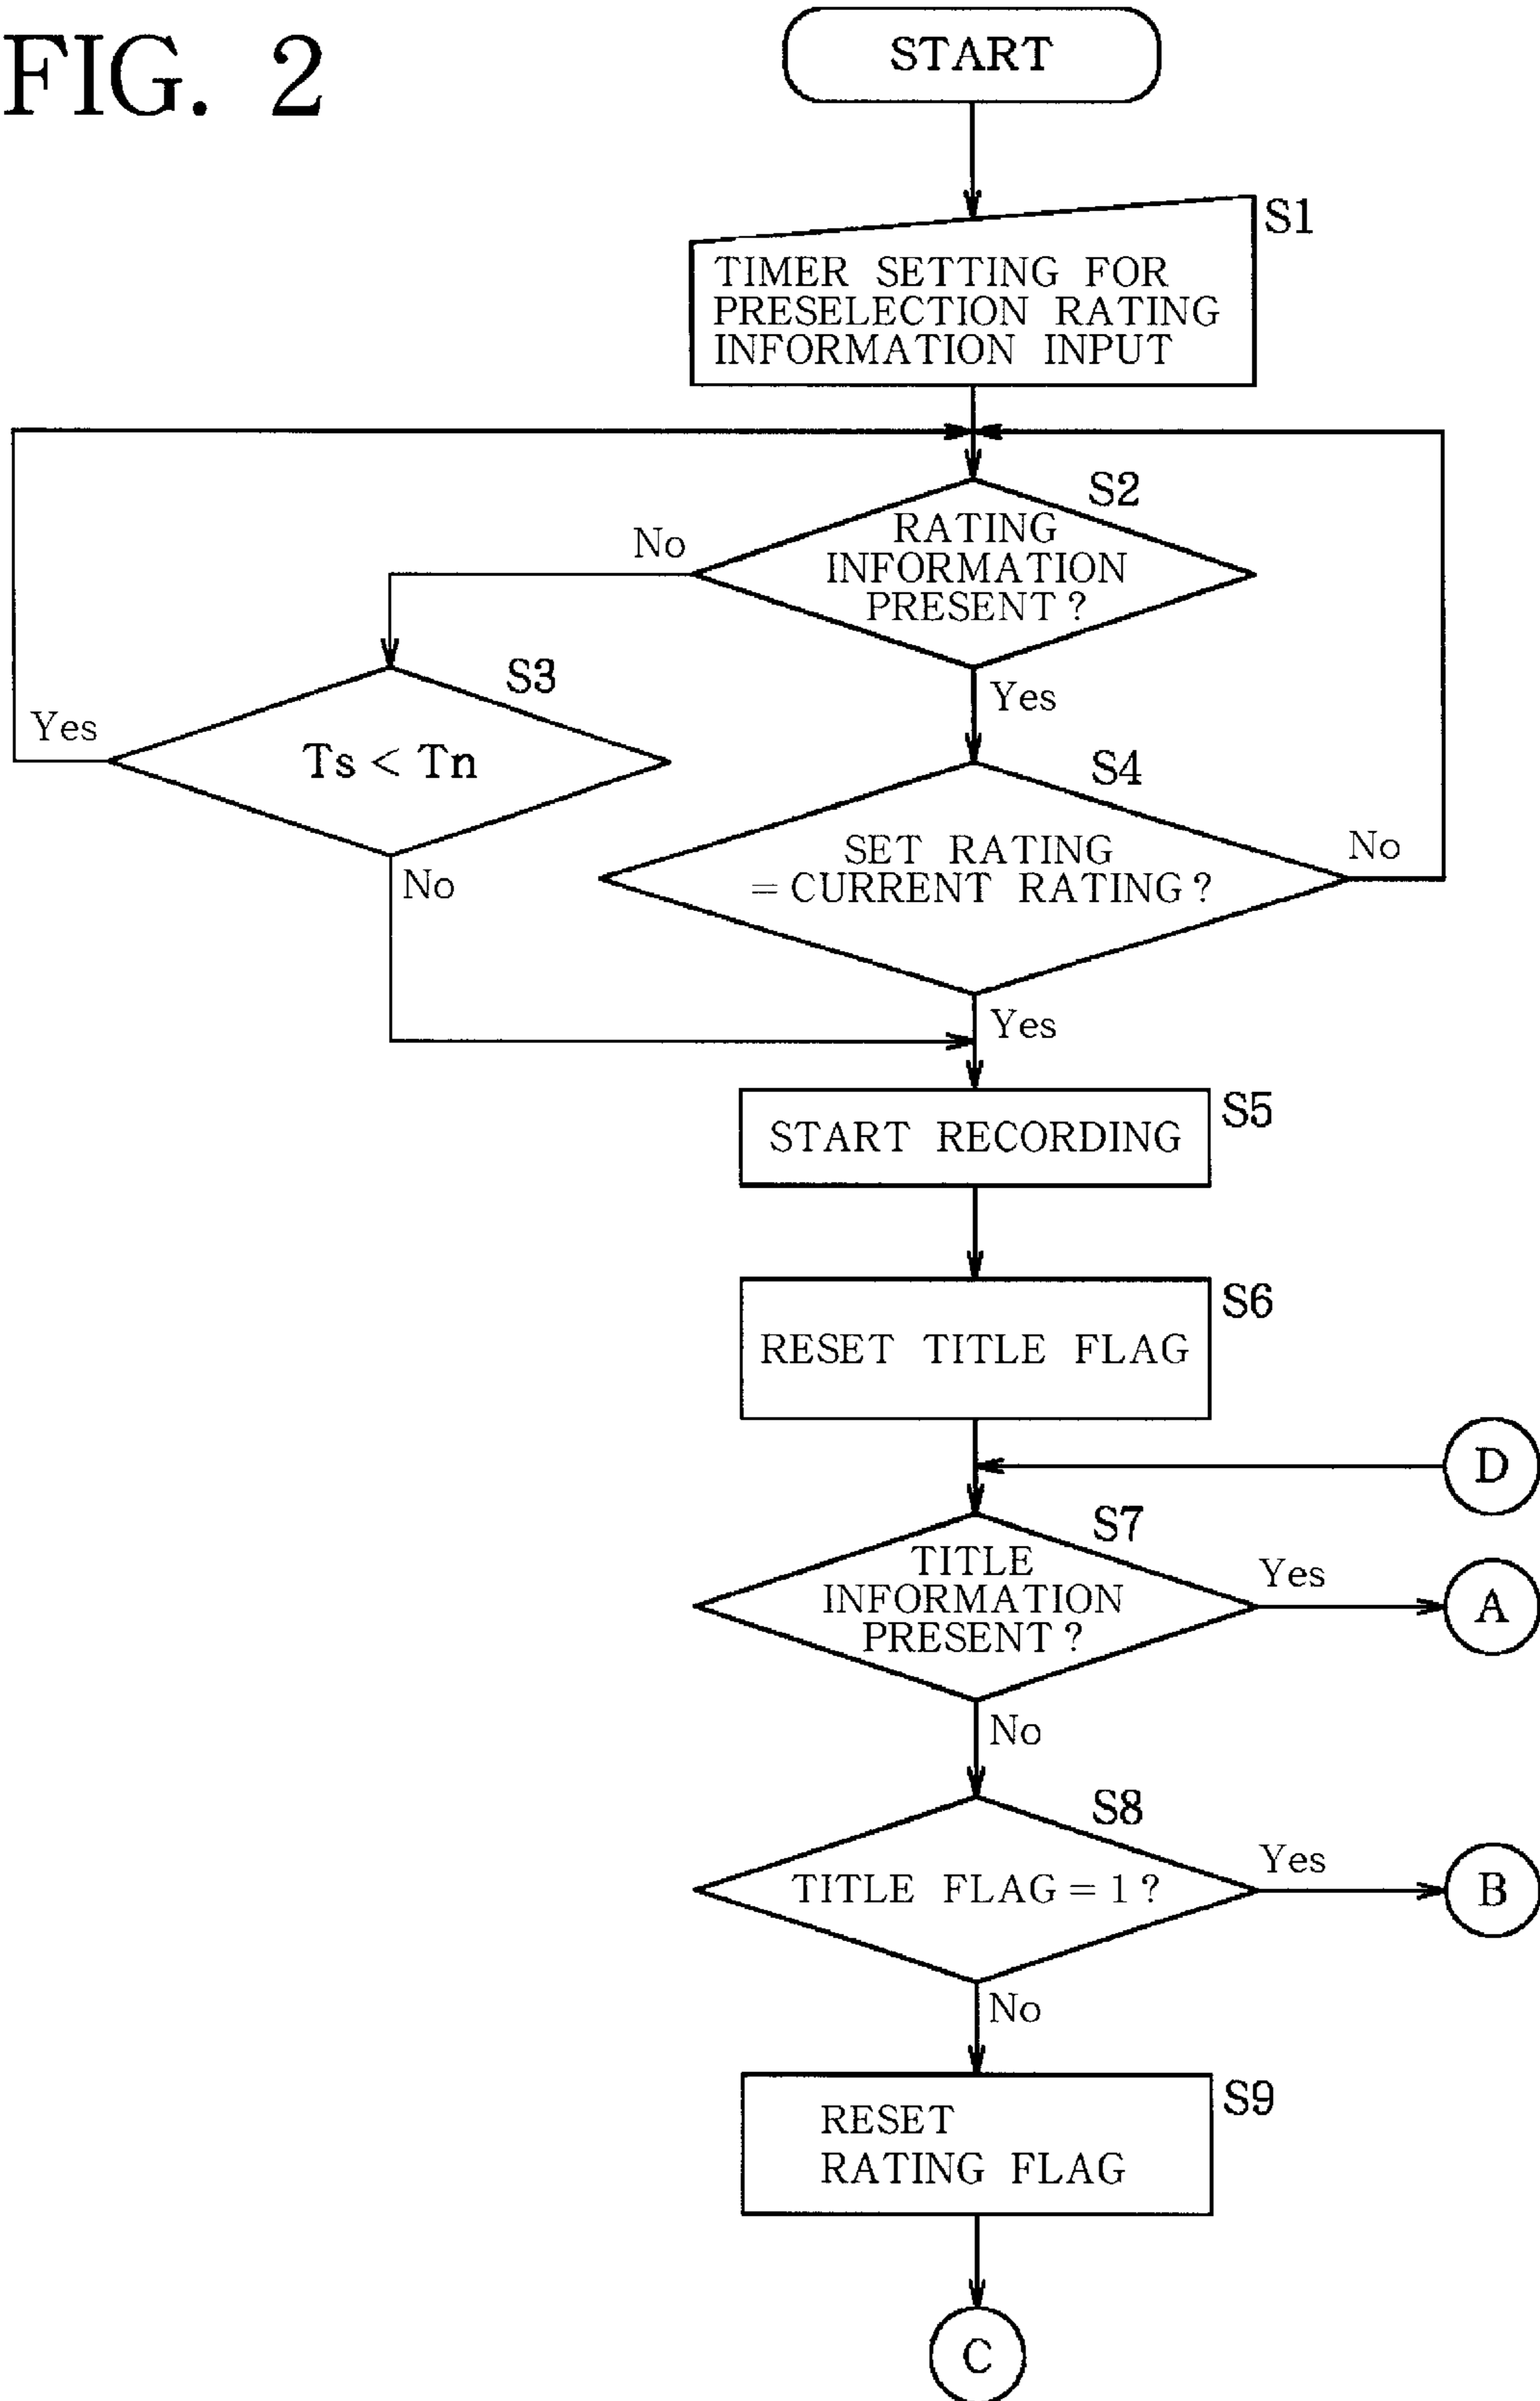 FIG. 2
START
S1
TIMER SETTING FOR
PRESELECTION RATING
INFORMATION INPUT
S2
RATING
INFORMATION
PRESENT ?
No
Yes
S3
Ts < Tn
Yes
No
S4
SET RATING
= CURRENT RATING ?
No
Yes
S5
START RECORDING
S6
RESET TITLE FLAG
D
S7
TITLE
INFORMATION
PRESENT ?
Yes
A
No
S8
TITLE FLAG = 1 ?
Yes
B
No
S9
RESET
RATING FLAG
C